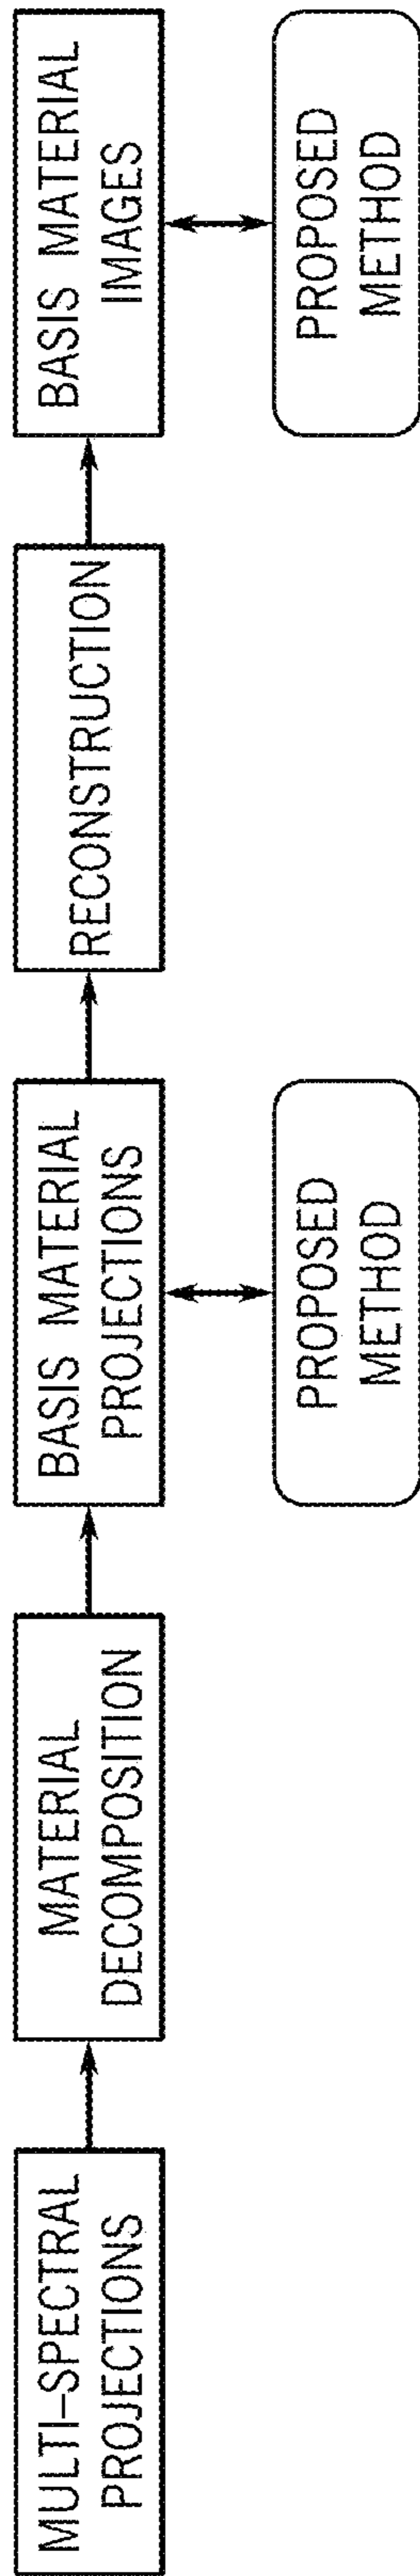 MULTI-SPECTRAL
PROJECTIONS
MATERIAL
DECOMPOSITION
BASIS MATERIAL
PROJECTIONS
PROPOSED
METHOD
RECONSTRUCTION
BASIS MATERIAL
IMAGES
PROPOSED
METHOD